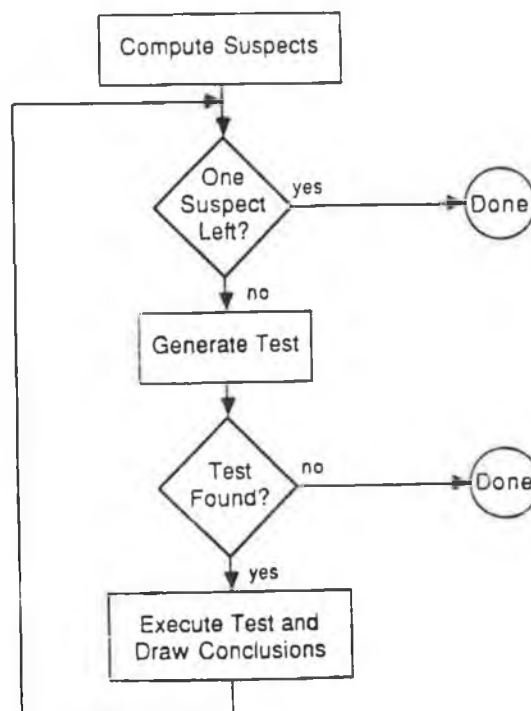 Compute Suspects
One
Suspect
Left?
yes
Done
no
Generate Test
Test
Found?
no
Done
yes
Execute Test and
Draw Conclusions